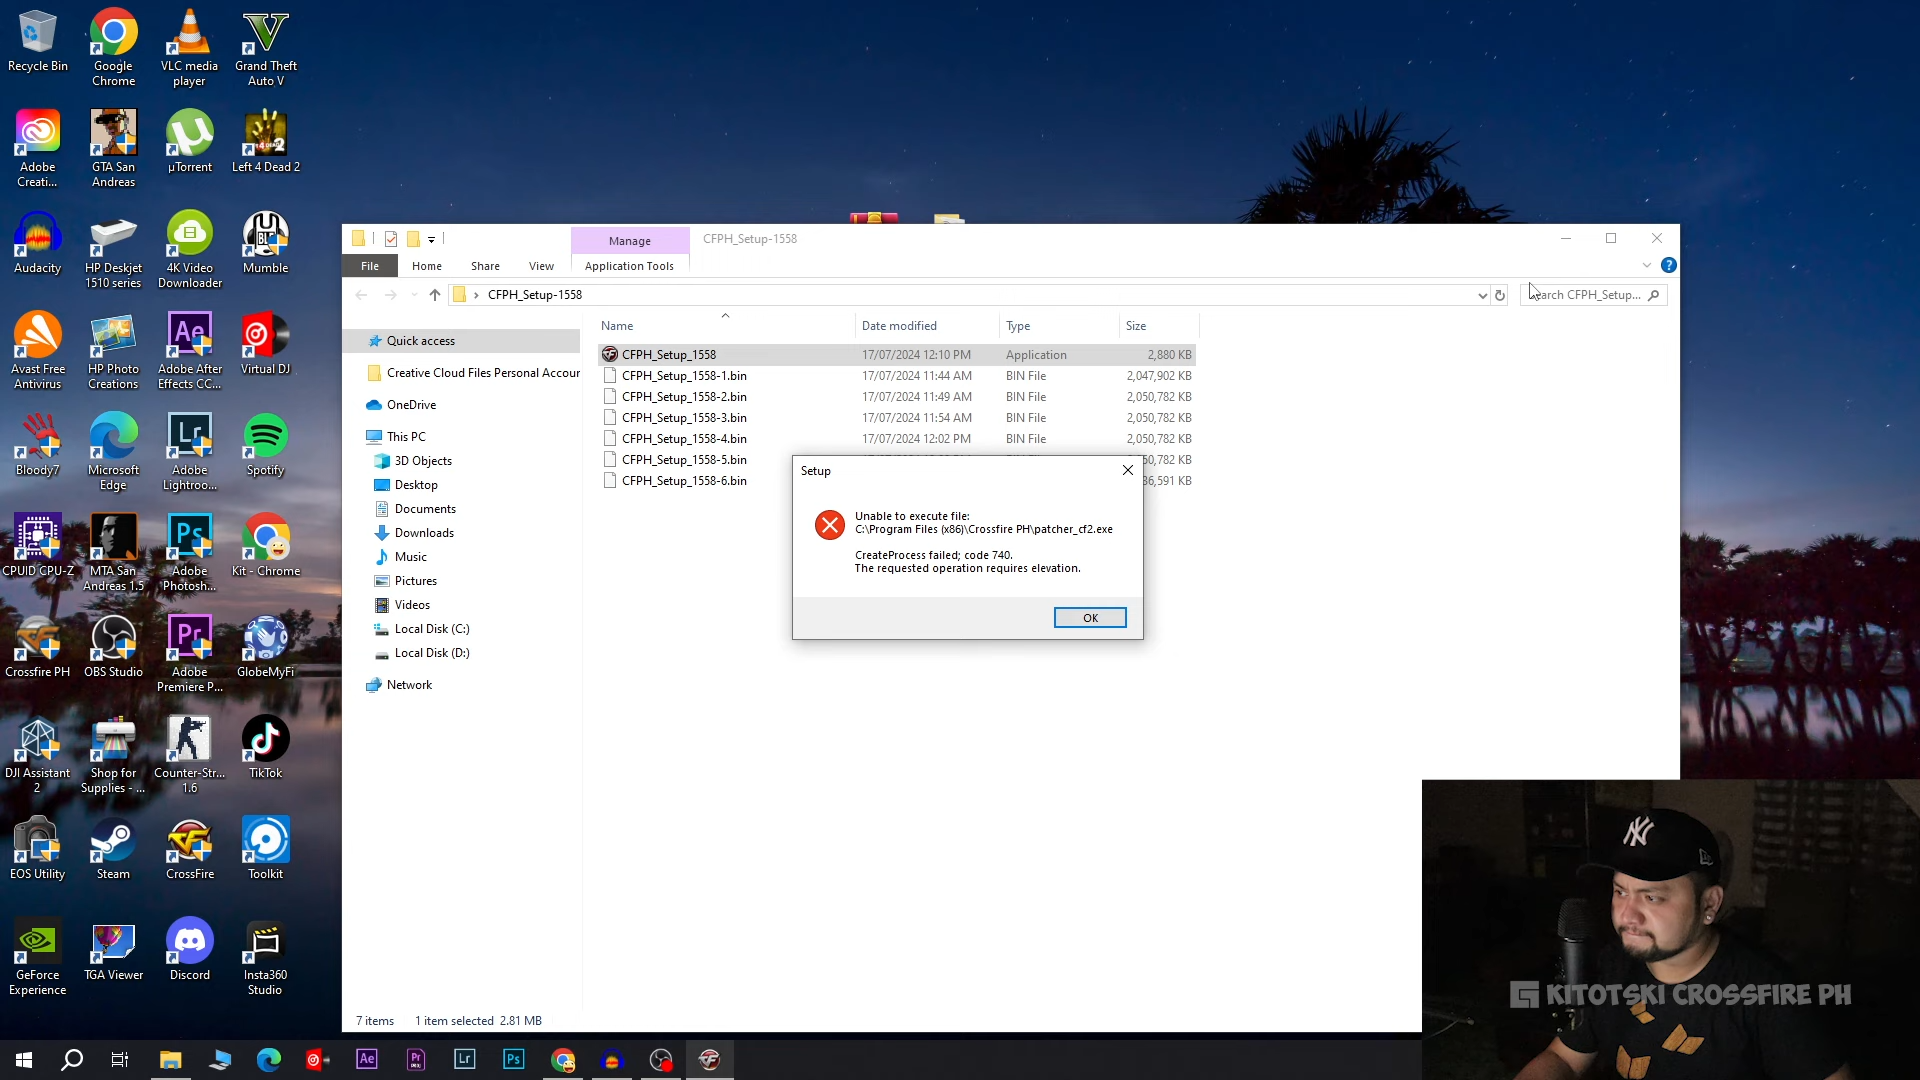 Recycle Bin
Google
Chrome
VLC media
player
Grand Theft
Auto V
Adobe
Creati...
GTA San
Andreas
µTorrent
Left 4 Dead 2
Audacity
HP Deskjet
1510 series
4K Video
Downloader
Mumble
Avast Free
Antivirus
HP Photo
Creations
Adobe After
Effects CC...
Virtual DJ
Bloody7
Microsoft
Edge
Adobe
Lightroo...
Spotify
CPUID CPU-Z
MTA San
Andreas 1.5
Adobe
Photosh...
Kit - Chrome
Crossfire PH
OBS Studio
Adobe
Premiere P...
GlobeMyFi
DJI Assistant
2
Shop for
Supplies - ...
Counter-Str...
1.6
TikTok
EOS Utility
Steam
CrossFire
Toolkit
GeForce
Experience
TGA Viewer
Discord
Insta360
Studio
Manage
CFPH_Setup-1558
File
Home
Share
View
Application Tools
CFPH_Setup-1558
earch CFPH_Setup...
Quick access
Creative Cloud Files Personal Accour
OneDrive
This PC
3D Objects
Desktop
Documents
Downloads
Music
Pictures
Videos
Local Disk (C:)
Local Disk (D:)
Network
Name Date modified Type Size
CFPH_Setup_1558 17/07/2024 12:10 PM Application 2,880 KB
CFPH_Setup_1558-1.bin 17/07/2024 11:44 AM BIN File 2,047,902 KB
CFPH_Setup_1558-2.bin 17/07/2024 11:49 AM BIN File 2,050,782 KB
CFPH_Setup_1558-3.bin 17/07/2024 11:54 AM BIN File 2,050,782 KB
CFPH_Setup_1558-4.bin 17/07/2024 12:02 PM BIN File 2,050,782 KB
CFPH_Setup_1558-5.bin 50,782 KB
CFPH_Setup_1558-6.bin 36,591 KB
Setup
Unable to execute file:
C:\Program Files (x86)\Crossfire PH\patcher_cf2.exe
CreateProcess failed; code 740.
The requested operation requires elevation.
OK
7 items 1 item selected 2.81 MB
KITOTSKI CROSSFIRE PH
Ae
Pr
Lr
Ps